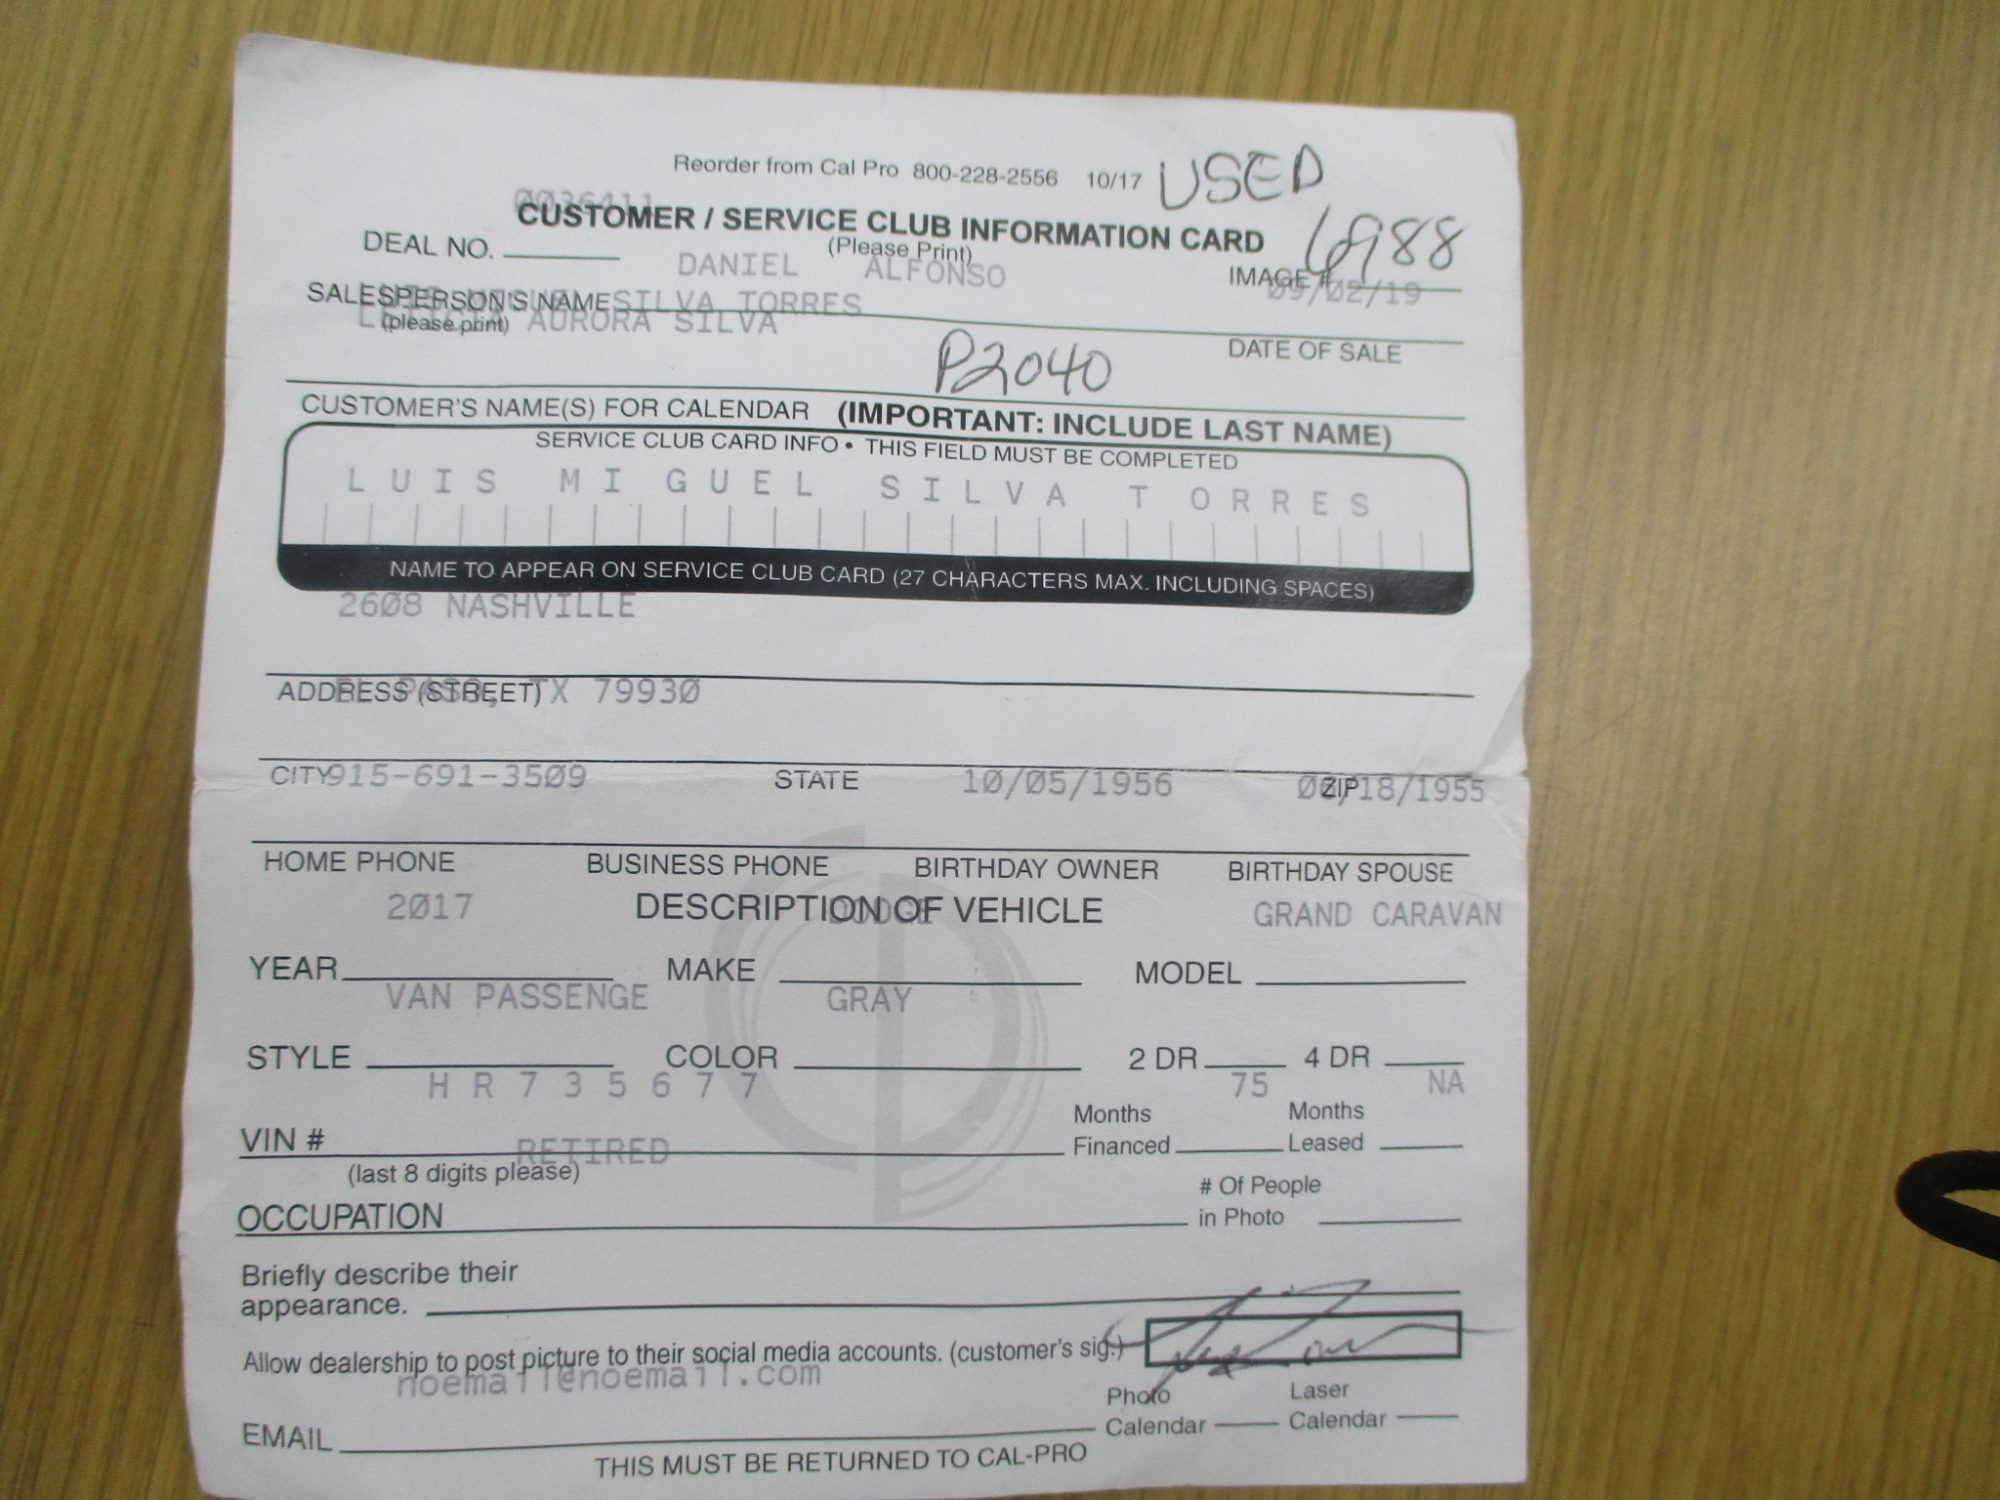 Reorder from Cal Pro 800-228-2556 10/17 USED
0036411
CUSTOMER / SERVICE CLUB INFORMATION CARD 6988
DEAL NO. (Please Print) IMAGE #
DANIEL ALFONSO 09/02/19
SALESPERSON'S NAME SILVA TORRES
(please print) AURORA SILVA
DATE OF SALE
P2040
CUSTOMER'S NAME(S) FOR CALENDAR (IMPORTANT: INCLUDE LAST NAME)
SERVICE CLUB CARD INFO • THIS FIELD MUST BE COMPLETED
LUIS MIGUEL SILVA TORRES
NAME TO APPEAR ON SERVICE CLUB CARD (27 CHARACTERS MAX. INCLUDING SPACES)
2608 NASHVILLE
ADDRESS (STREET)
EL PASO, TX 79930
CITY STATE ZIP
915-691-3509 10/05/1956 18/1955
HOME PHONE BUSINESS PHONE BIRTHDAY OWNER BIRTHDAY SPOUSE
DESCRIPTION OF VEHICLE
2017 DODGE GRAND CARAVAN
YEAR MAKE MODEL
VAN PASSENGE GRAY
STYLE COLOR 2 DR 4 DR
HR735677 75 NA
VIN # Months Financed Months Leased
(last 8 digits please)
RETIRED
OCCUPATION # Of People in Photo
Briefly describe their
appearance.
Allow dealership to post picture to their social media accounts. (customer's sig.)
noemail@noemail.com
EMAIL Photo Calendar Laser Calendar
THIS MUST BE RETURNED TO CAL-PRO